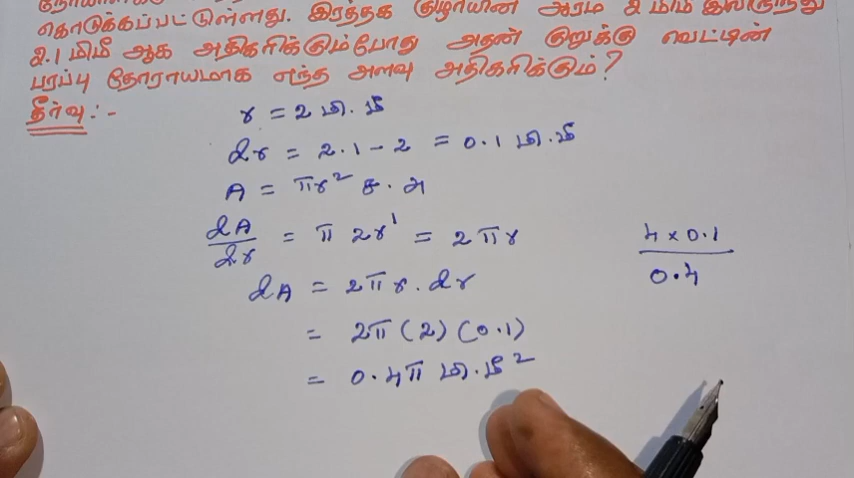 கொடுக்கப்பட்டுள்ளது. இரத்தக் குழாயின் ஆரம் 2 மிமீ இலிருந்து
2.1 மிமீ ஆக அதிகரிக்கும்போது அதன் குறுக்கு வெட்டின்
பரப்பு தோராயமாக எந்த அளவு அதிகரிக்கும்?
தீர்வு :-
r = 2 மி.மீ
dr = 2.1 - 2 = 0.1 மி.மீ
A = πr² ச.அ
dA/dr = π 2r¹ = 2πr
4 × 0.1
0.4
dA = 2πr.dr
= 2π (2) (0.1)
= 0.4π மி.மீ²